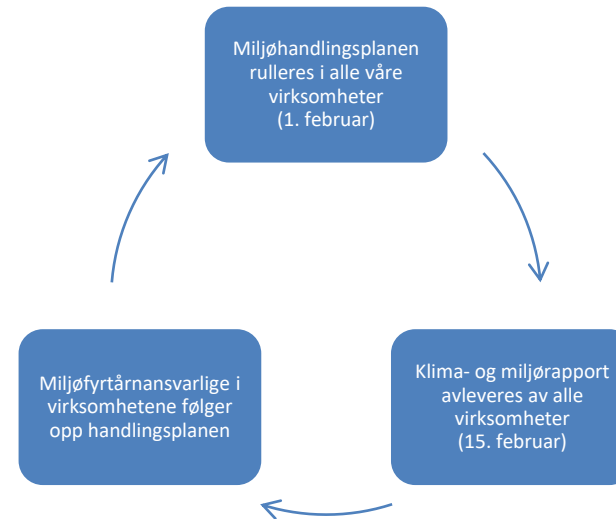 Miljøhandlingsplanen
rulleres i alle våre
virksomheter
(1. februar)
Klima- og miljørapport
avleveres av alle
virksomheter
(15. februar)
Miljøfyrtårnansvarlige i
virksomhetene følger
opp handlingsplanen